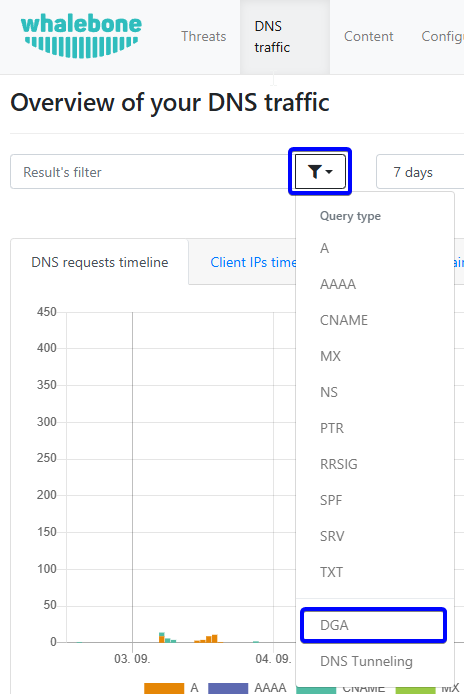 whalebone
Threats
DNS
traffic
Content
Configu
Overview of your DNS traffic
Result's filter
7 days
Query type
A
AAAA
CNAME
MX
NS
PTR
RRSIG
SPF
SRV
TXT
DGA
DNS Tunneling
DNS requests timeline
Client IPs time
ain
450
400
350
300
250
200
150
100
50
0
03. 09.
04. 09.
A
AAAA
CNAME
MX